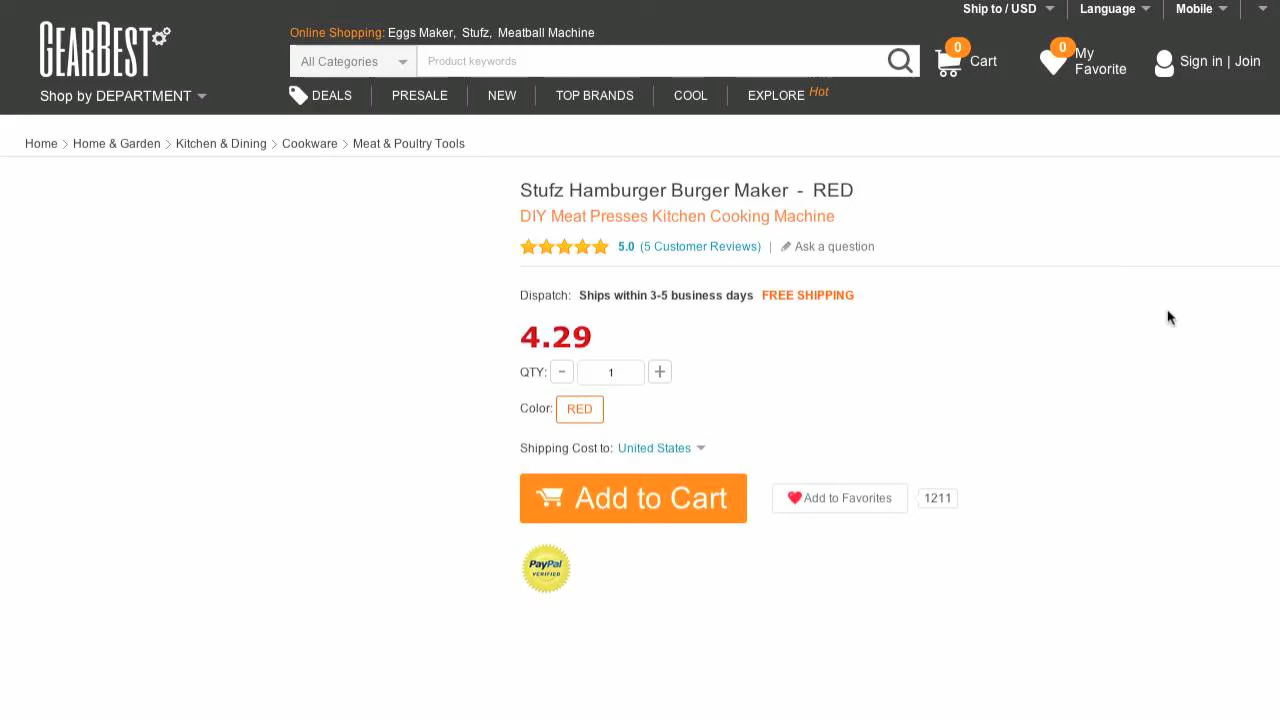 Ship to / USD Language Mobile
GEARBEST
Online Shopping: Eggs Maker, Stufz, Meatball Machine
All Categories Product keywords
0 Cart
0 My Favorite
Sign in | Join
Shop by DEPARTMENT
DEALS PRESALE NEW TOP BRANDS COOL EXPLORE Hot
Home > Home & Garden > Kitchen & Dining > Cookware > Meat & Poultry Tools
Stufz Hamburger Burger Maker - RED
DIY Meat Presses Kitchen Cooking Machine
5.0 (5 Customer Reviews) | Ask a question
Dispatch: Ships within 3-5 business days FREE SHIPPING
4.29
QTY: - 1 +
Color: RED
Shipping Cost to: United States
Add to Cart Add to Favorites 1211
PayPal
VERIFIED